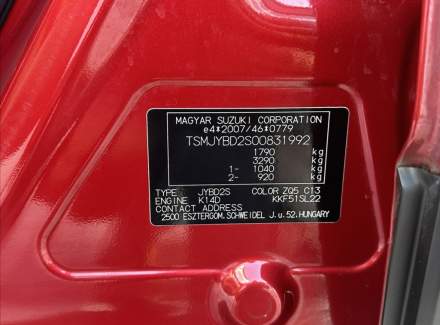 MAGYAR SUZUKI CORPORATION
e4*2007/46*0779
TSMJYBD2S00831992
1790 kg
3290 kg
1- 1040 kg
2- 920 kg
TYPE: JYBD2S COLOR ZQ5 C13
ENGINE K14D KKF51SL22
CONTACT ADDRESS
2500 ESZTERGOM, SCHWEIDEL J.u.52.HUNGARY